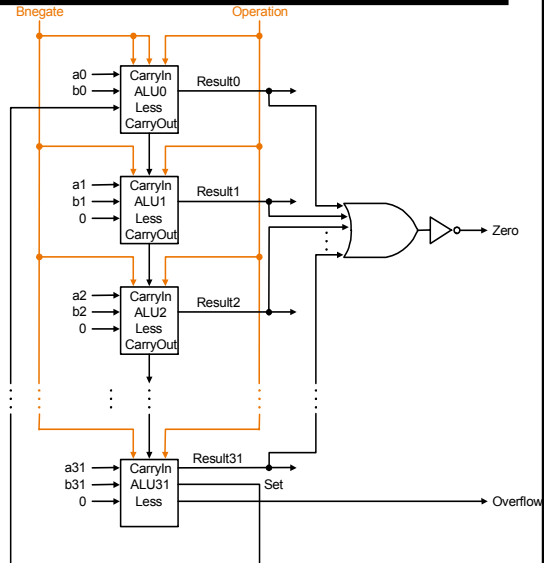 Bnegate Operation
a0 CarryIn
b0 ALU0 Result0
Less
CarryOut
a1 CarryIn
b1 ALU1 Result1
0 Less
CarryOut
Zero
a2 CarryIn
b2 ALU2 Result2
0 Less
CarryOut
a31 CarryIn Result31
b31 ALU31 Set
0 Less Overflow